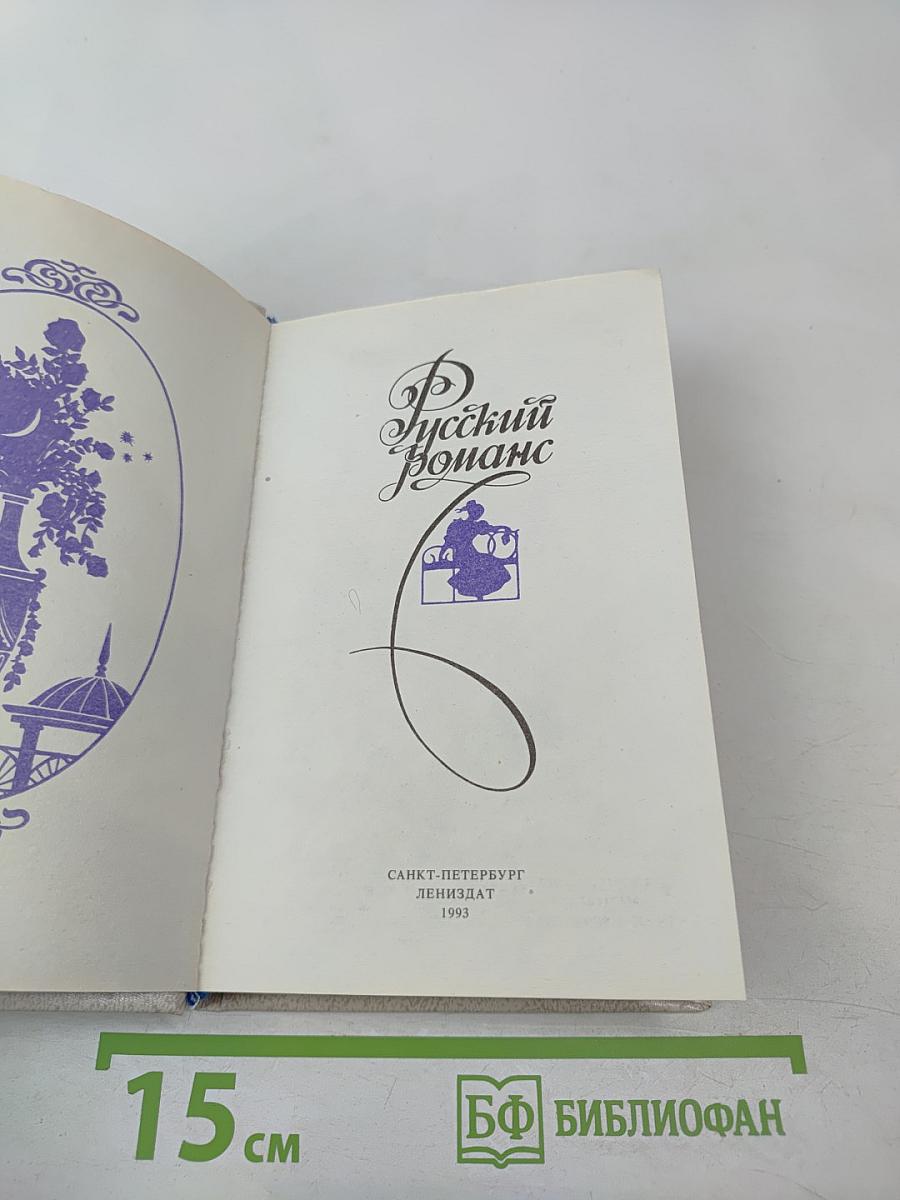 Русский
романс
САНКТ-ПЕТЕРБУРГ
ЛЕНИЗДАТ
1993
15 см
БФ БИБЛИОФАН